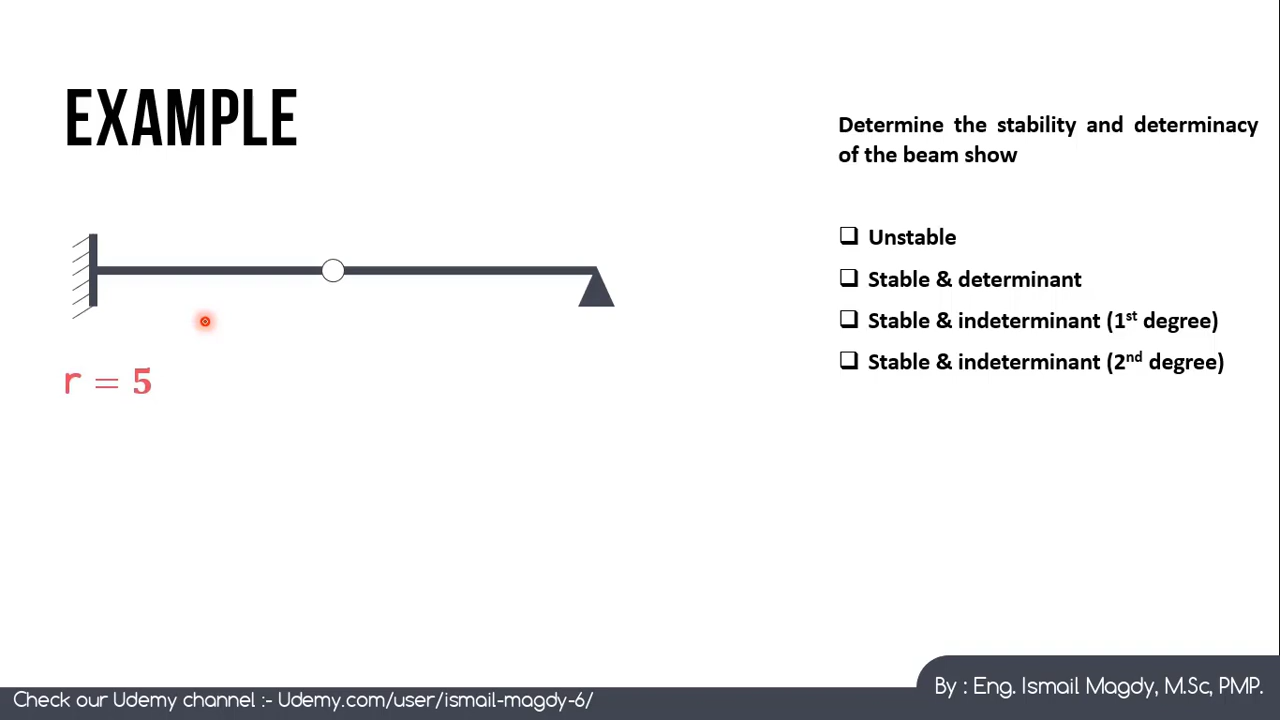 EXAMPLE
Determine the stability and determinacy
of the beam show
❑ Unstable
❑ Stable & determinant
❑ Stable & indeterminant (1st degree)
❑ Stable & indeterminant (2nd degree)
r = 5
Check our Udemy channel :- Udemy.com/user/ismail-magdy-6/
By : Eng. Ismail Magdy, M.Sc, PMP.